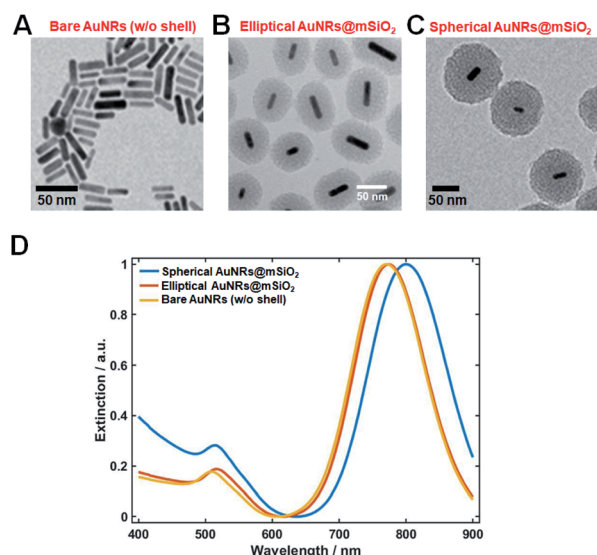 A Bare AuNRs (w/o shell)
B Elliptical AuNRs@mSiO₂
C Spherical AuNRs@mSiO₂
50 nm
50 nm
50 nm
D
Spherical AuNRs@mSiO₂
Elliptical AuNRs@mSiO₂
Bare AuNRs (w/o shell)
Extinction / a.u.
1
0.8
0.6
0.4
0.2
0
400 500 600 700 800 900
Wavelength / nm